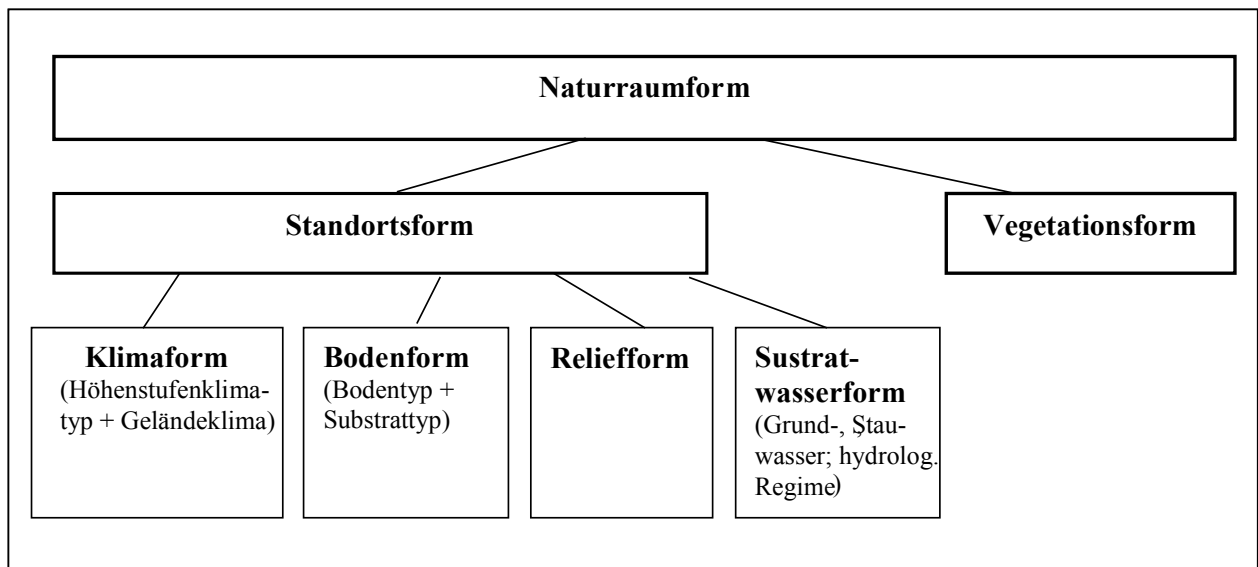 Naturraumform
Standortsform
Vegetationsform
Klimaform
(Höhenstufenklima-
typ + Geländeklima)
Bodenform
(Bodentyp +
Substrattyp)
Reliefform
Sustrat-
wasserform
(Grund-, Stau-
wasser; hydrolog.
Regime)